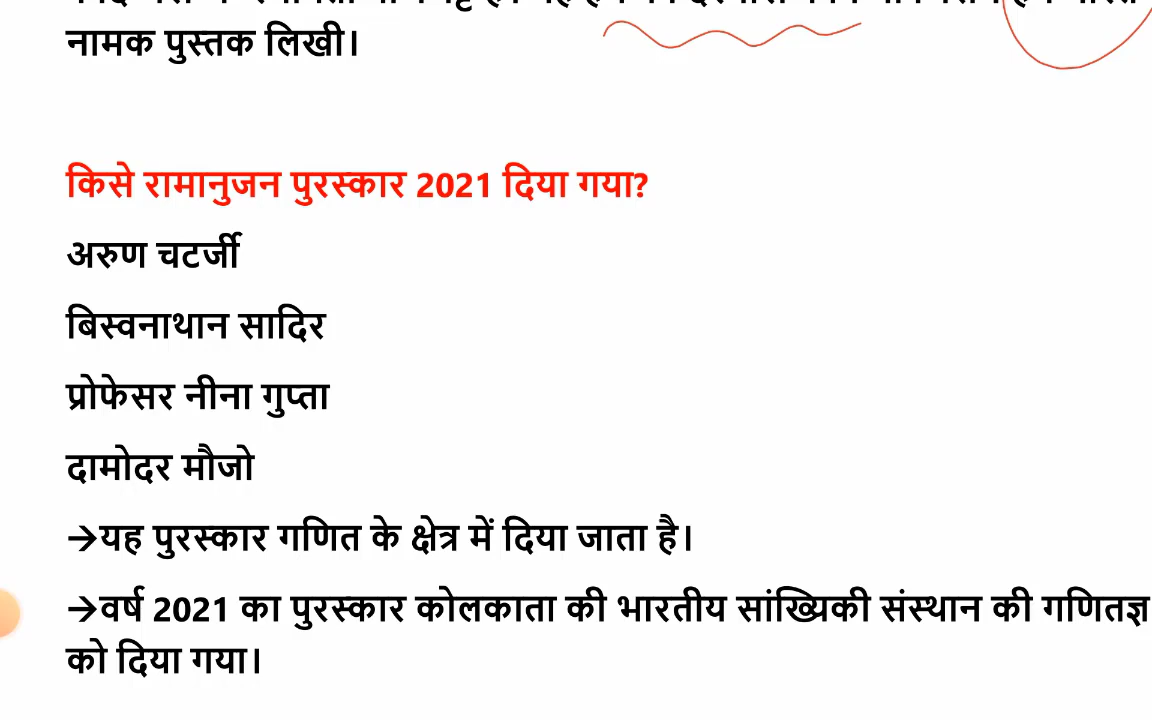 नामक पुस्तक लिखी।
किसे रामानुजन पुरस्कार 2021 दिया गया?
अरुण चटर्जी
बिस्वनाथान सादिर
प्रोफेसर नीना गुप्ता
दामोदर मौजो
→यह पुरस्कार गणित के क्षेत्र में दिया जाता है।
→वर्ष 2021 का पुरस्कार कोलकाता की भारतीय सांख्यिकी संस्थान की गणितज्ञ
को दिया गया।